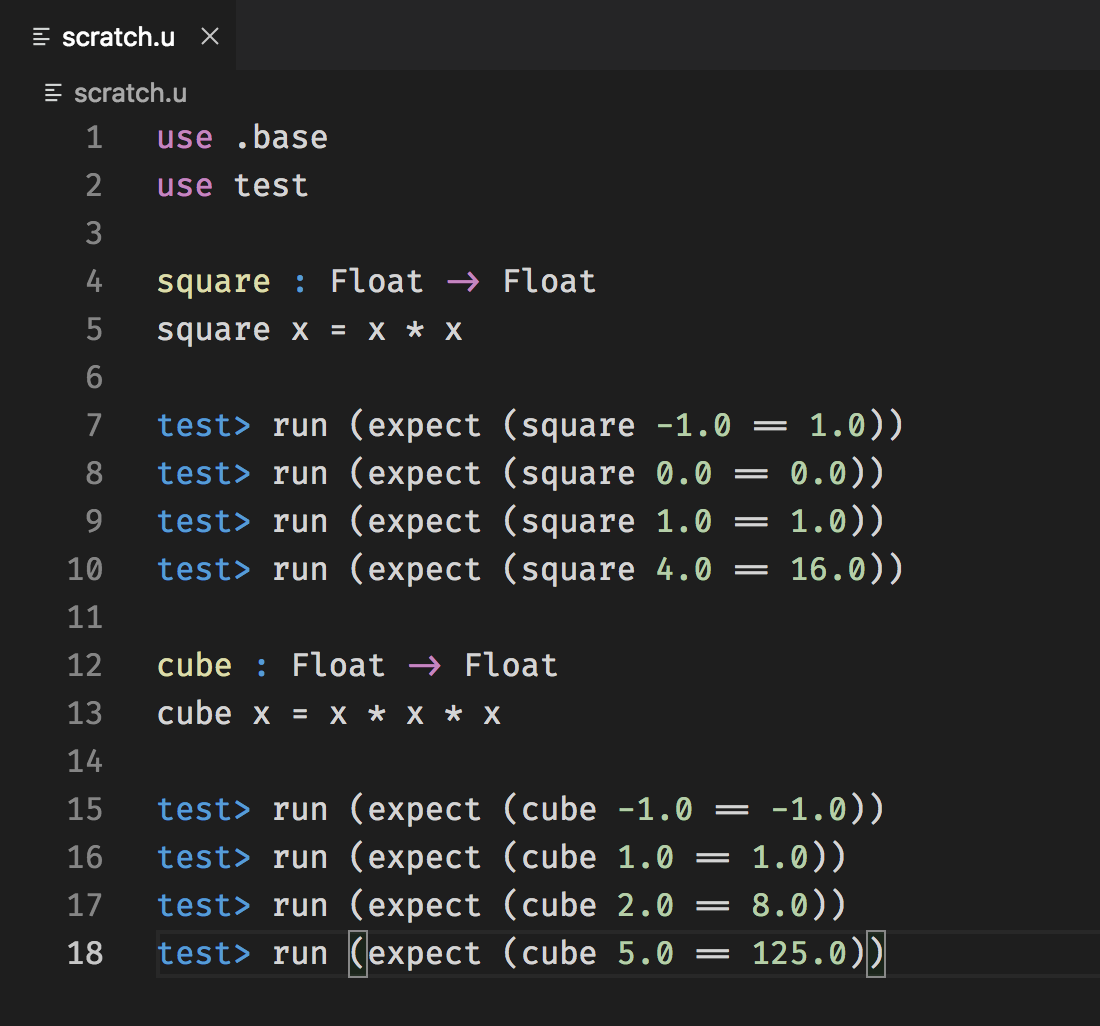 scratch.u
scratch.u
1 use .base
2 use test
3
4 square : Float -> Float
5 square x = x * x
6
7 test> run (expect (square -1.0 == 1.0))
8 test> run (expect (square 0.0 == 0.0))
9 test> run (expect (square 1.0 == 1.0))
10 test> run (expect (square 4.0 == 16.0))
11
12 cube : Float -> Float
13 cube x = x * x * x
14
15 test> run (expect (cube -1.0 == -1.0))
16 test> run (expect (cube 1.0 == 1.0))
17 test> run (expect (cube 2.0 == 8.0))
18 test> run (expect (cube 5.0 == 125.0))